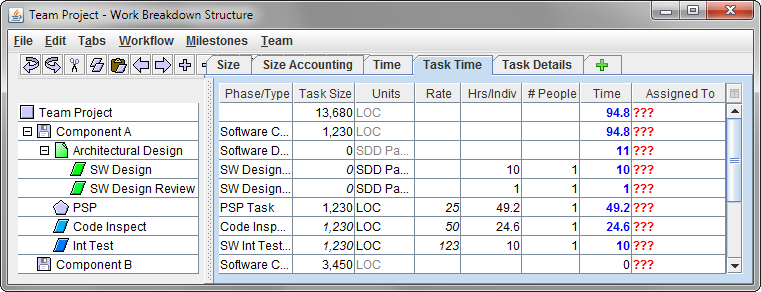 Team Project - Work Breakdown Structure
File Edit Tabs Workflow Milestones Team
Size Size Accounting Time Task Time Task Details
Phase/Type Task Size Units Rate Hrs/Indiv # People Time Assigned To
Team Project 13,680 LOC 94.8 ???
Component A Software C... 1,230 LOC 94.8 ???
Architectural Design Software D... 0 SDD Pa... 11 ???
SW Design SW Design... 0 SDD Pa... 10 1 10 ???
SW Design Review SW Design... 0 SDD Pa... 1 1 1 ???
PSP PSP Task 1,230 LOC 25 49.2 1 49.2 ???
Code Inspect Code Insp... 1,230 LOC 50 24.6 1 24.6 ???
Int Test SW Int Test... 1,230 LOC 123 10 1 10 ???
Component B Software C... 3,450 LOC 0 ???